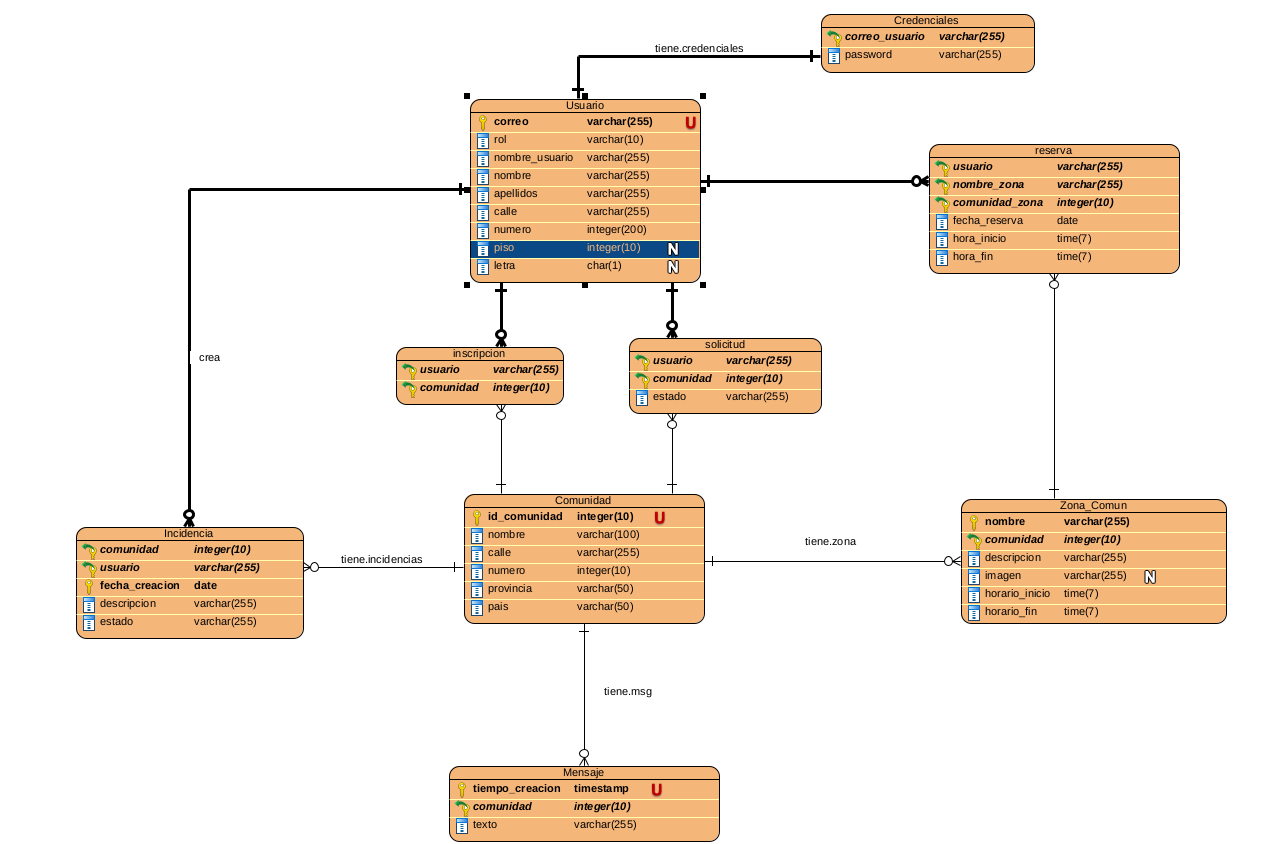 Credenciales
correo_usuario varchar(255)
password varchar(255)
tiene.credenciales
Usuario
correo varchar(255) U
rol varchar(10)
nombre_usuario varchar(255)
nombre varchar(255)
apellidos varchar(255)
calle varchar(255)
numero integer(200)
piso integer(10) N
letra char(1) N
reserva
usuario varchar(255)
nombre_zona varchar(255)
comunidad_zona integer(10)
fecha_reserva date
hora_inicio time(7)
hora_fin time(7)
crea
inscripcion
usuario varchar(255)
comunidad integer(10)
solicitud
usuario varchar(255)
comunidad integer(10)
estado varchar(255)
Incidencia
comunidad integer(10)
usuario varchar(255)
fecha_creacion date
descripcion varchar(255)
estado varchar(255)
tiene.incidencias
Comunidad
id_comunidad integer(10) U
nombre varchar(100)
calle varchar(255)
numero integer(10)
provincia varchar(50)
pais varchar(50)
tiene.zona
Zona_Comun
nombre varchar(255)
comunidad integer(10)
descripcion varchar(255)
imagen varchar(255) N
horario_inicio time(7)
horario_fin time(7)
tiene.msg
Mensaje
tiempo_creacion timestamp U
comunidad integer(10)
texto varchar(255)